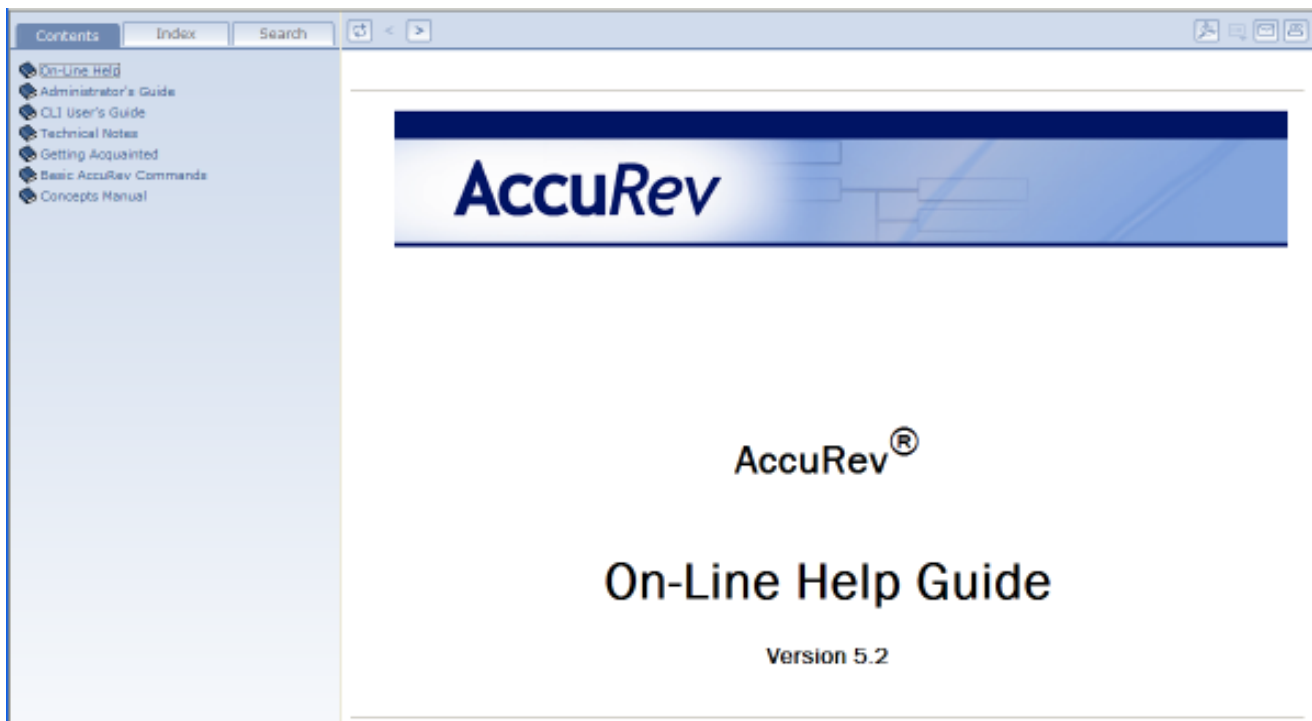 Contents Index Search
On-Line Help
Administrator's Guide
CLI User's Guide
Technical Notes
Getting Acquainted
Basic AccuRev Commands
Concepts Manual
AccuRev
AccuRev®
On-Line Help Guide
Version 5.2